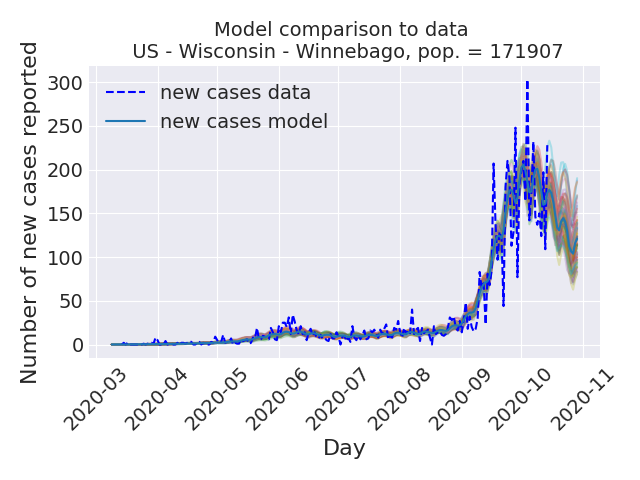 Model comparison to data
US - Wisconsin - Winnebago, pop. = 171907
Number of new cases reported
300
250
200
150
100
50
0
new cases data
new cases model
2020-03
2020-04
2020-05
2020-06
2020-07
2020-08
2020-09
2020-10
2020-11
Day